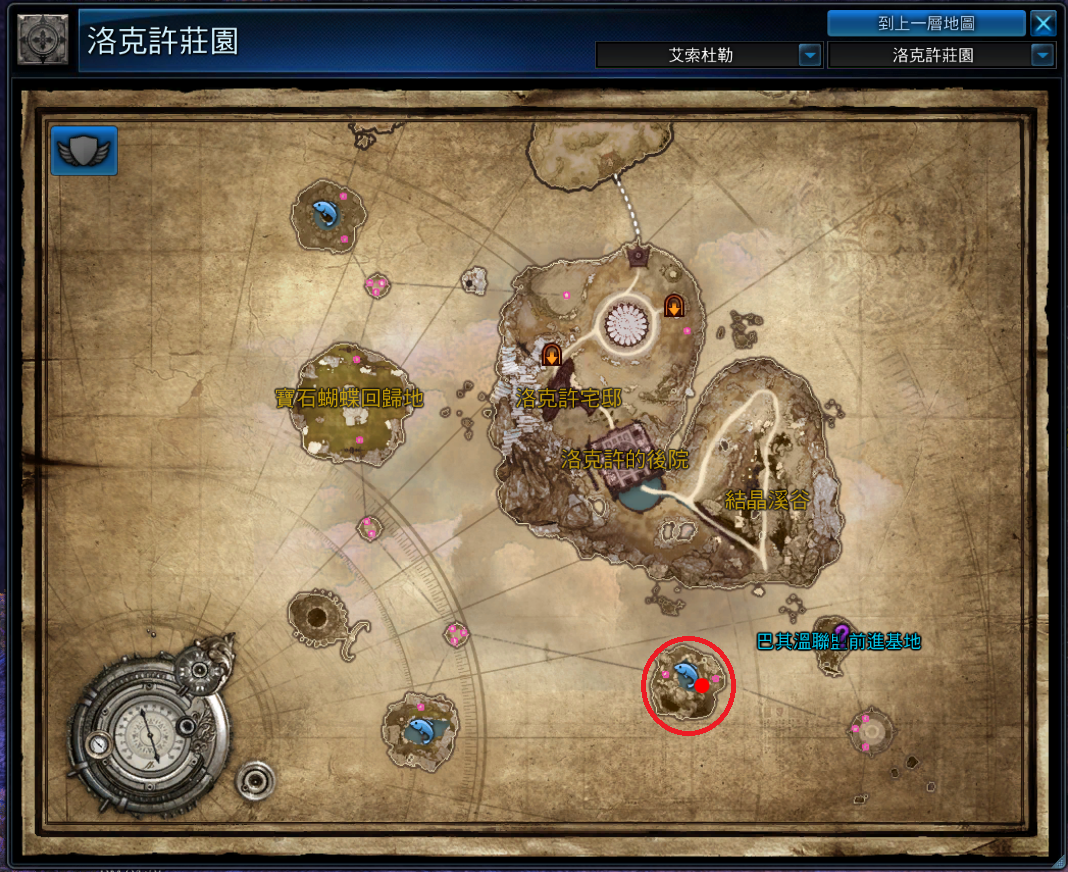 洛克許莊園
到上一層地圖
艾索杜勒
洛克許莊園
寶石蝴蝶回歸地
洛克許宅邸
洛克許的後院
結晶溪谷
巴其溫聯盟前進基地